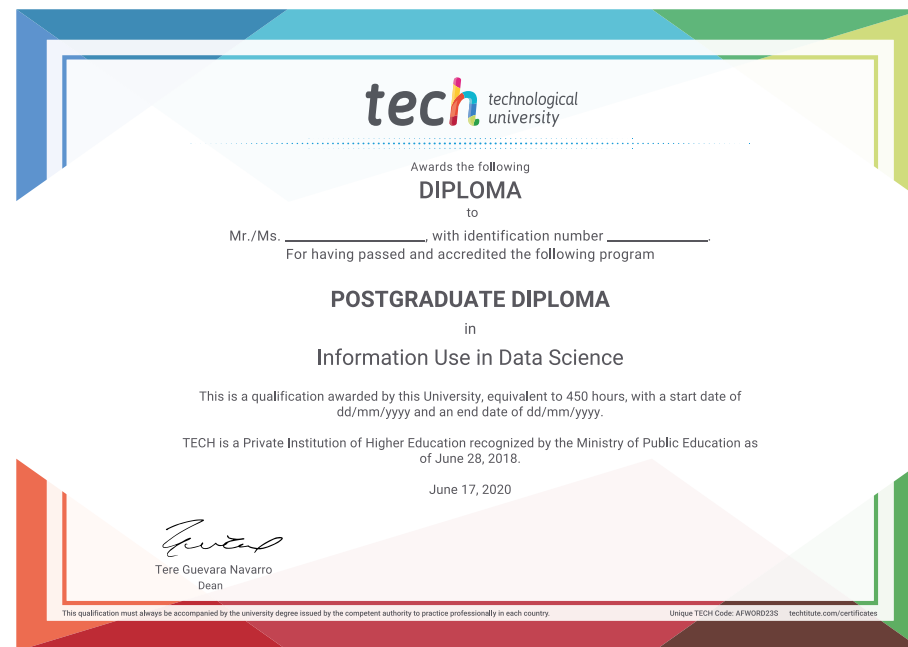 tech technological
university
Awards the following
DIPLOMA
to
Mr./Ms. ____________________, with identification number ______________.
For having passed and accredited the following program
POSTGRADUATE DIPLOMA
in
Information Use in Data Science
This is a qualification awarded by this University, equivalent to 450 hours, with a start date of
dd/mm/yyyy and an end date of dd/mm/yyyy.
TECH is a Private Institution of Higher Education recognized by the Ministry of Public Education as
of June 28, 2018.
June 17, 2020
Tere Guevara Navarro
Dean
This qualification must always be accompanied by the university degree issued by the competent authority to practice professionally in each country. Unique TECH Code: AFWORD23S techtitute.com/certificates